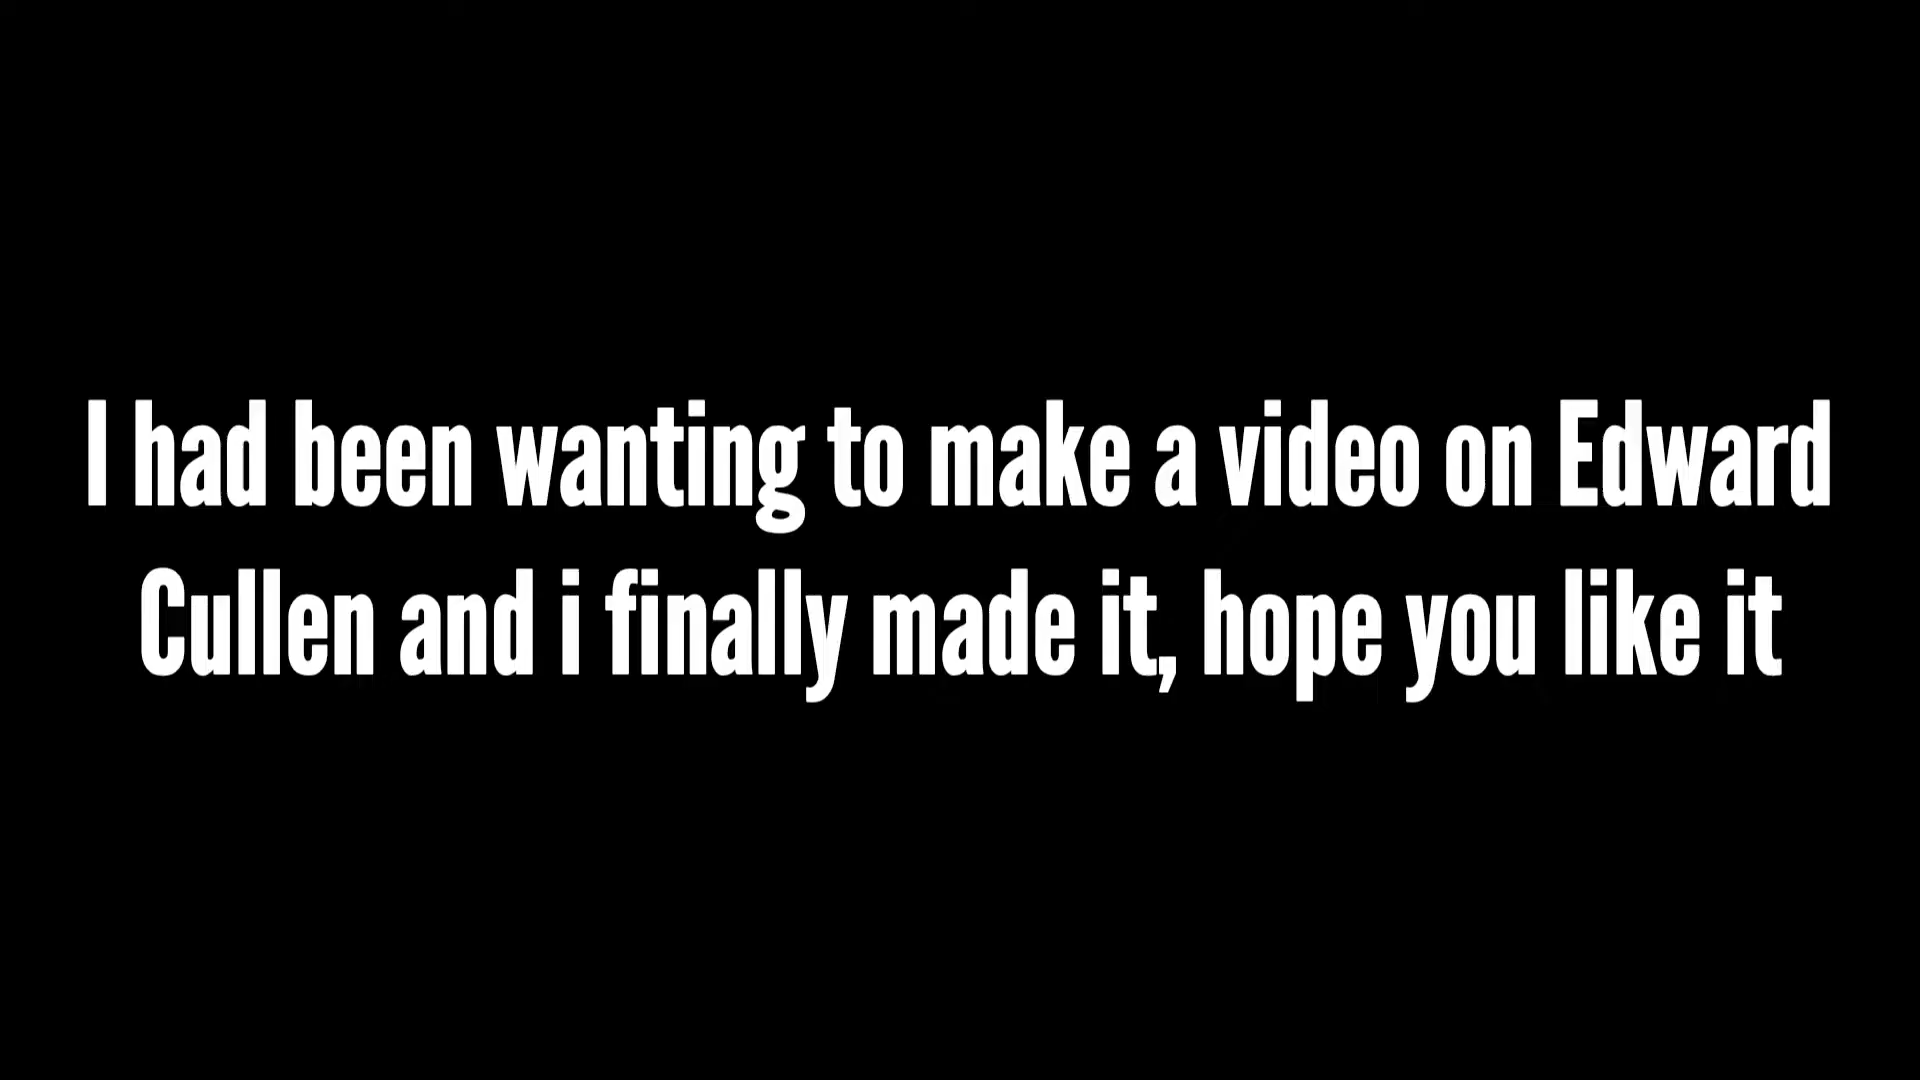 I had been wanting to make a video on Edward
Cullen and i finally made it, hope you like it